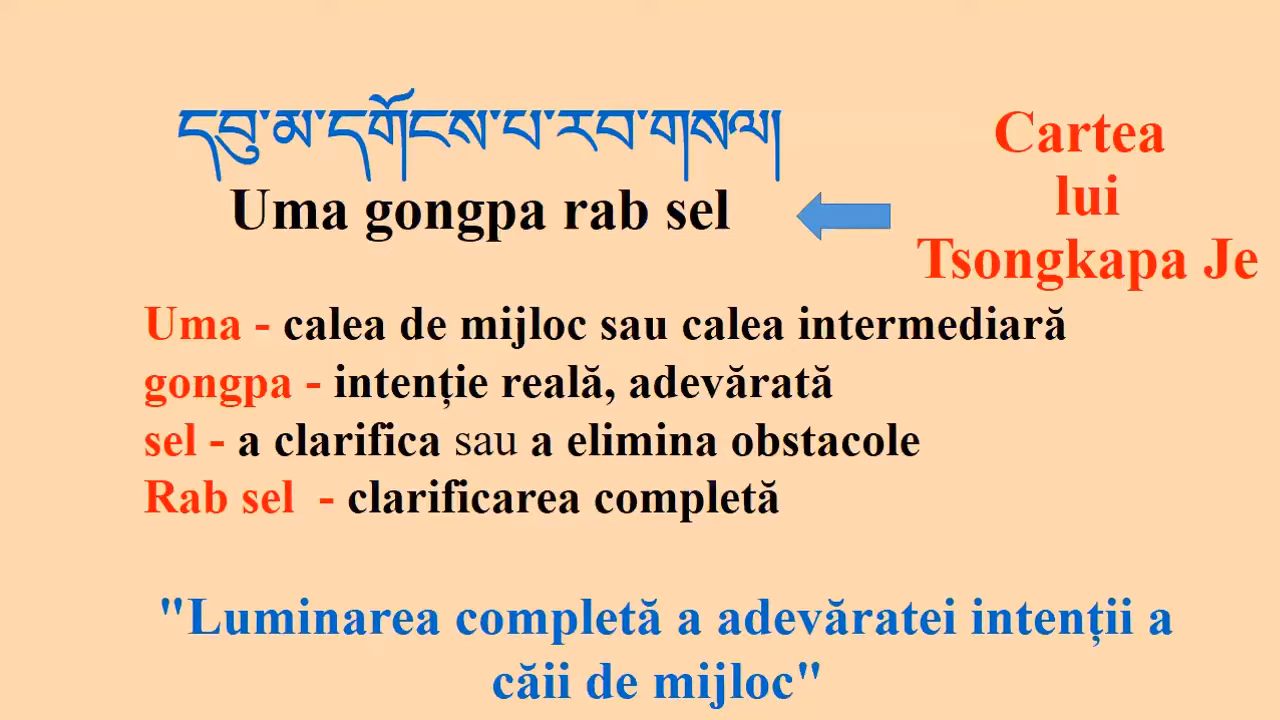 དབུ་མ་དགོངས་པ་རབ་གསལ།
Uma gongpa rab sel
Cartea
lui
Tsongkapa Je
Uma - calea de mijloc sau calea intermediară
gongpa - intenție reală, adevărată
sel - a clarifica sau a elimina obstacole
Rab sel - clarificarea completă
"Luminarea completă a adevăratei intenții a
căii de mijloc"